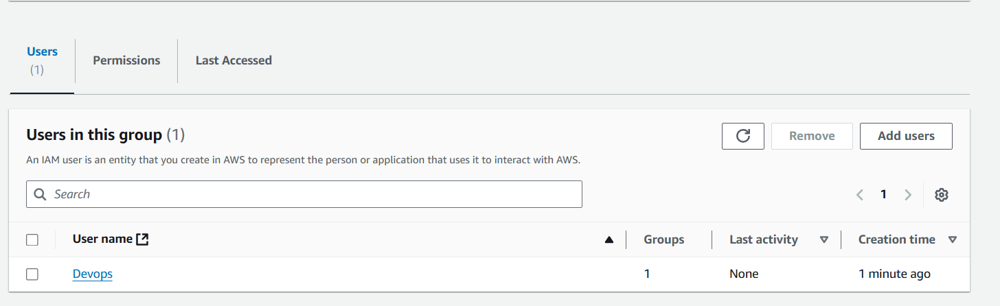 Users
(1)
Permissions
Last Accessed
Users in this group (1)
Remove
Add users
An IAM user is an entity that you create in AWS to represent the person or application that uses it to interact with AWS.
Search
1
User name
Groups
Last activity
Creation time
Devops
1
None
1 minute ago